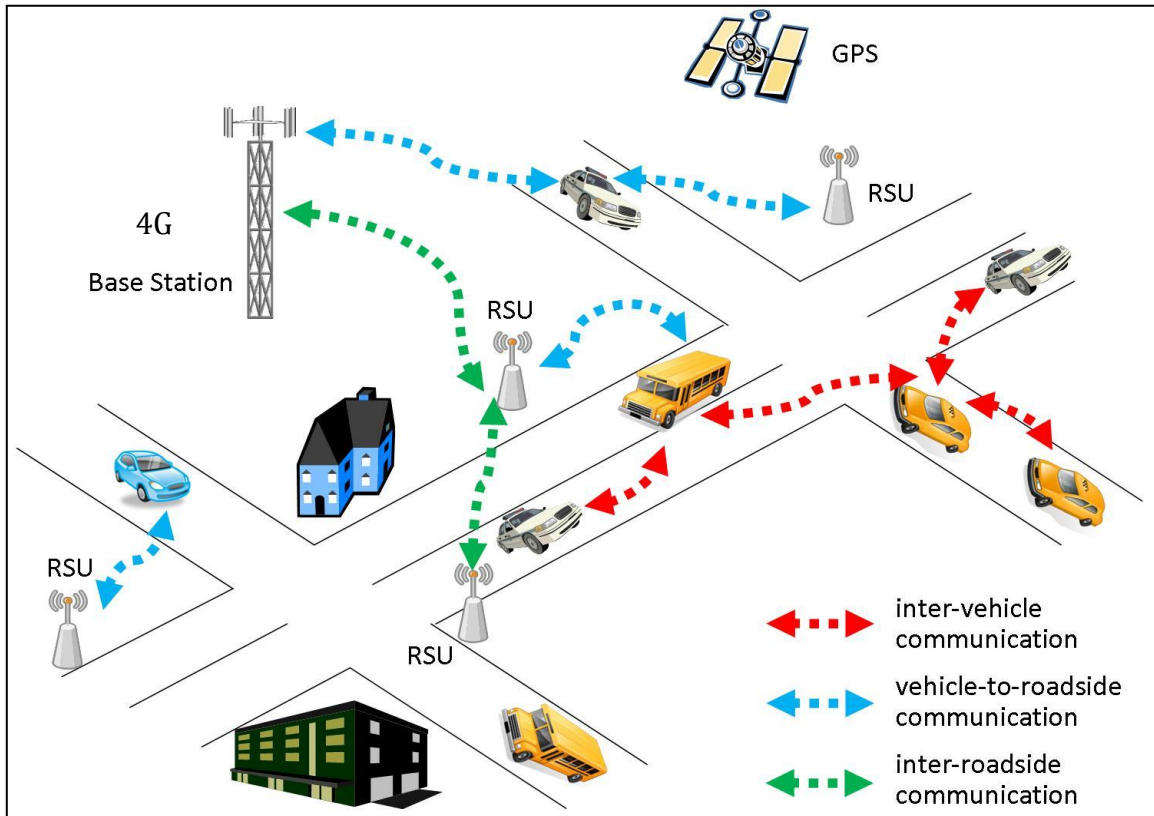 GPS
RSU
4G
Base Station
RSU
RSU
RSU
inter-vehicle
communication
vehicle-to-roadside
communication
inter-roadside
communication